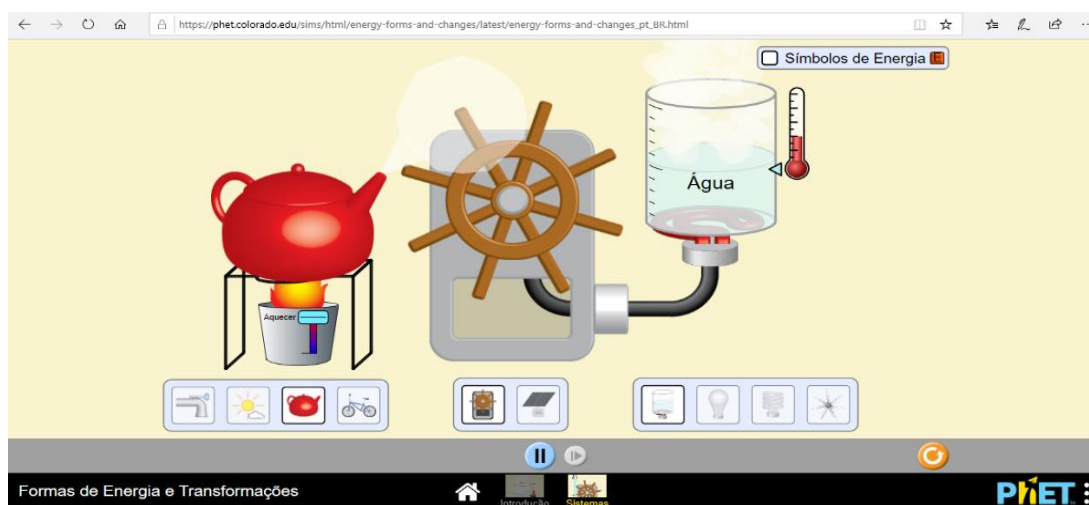 https://phet.colorado.edu/sims/html/energy-forms-and-changes/latest/energy-forms-and-changes_pt_BR.html
Símbolos de Energia E
Água
Aquecer
Formas de Energia e Transformações
Introdução
Sistemas
PhET